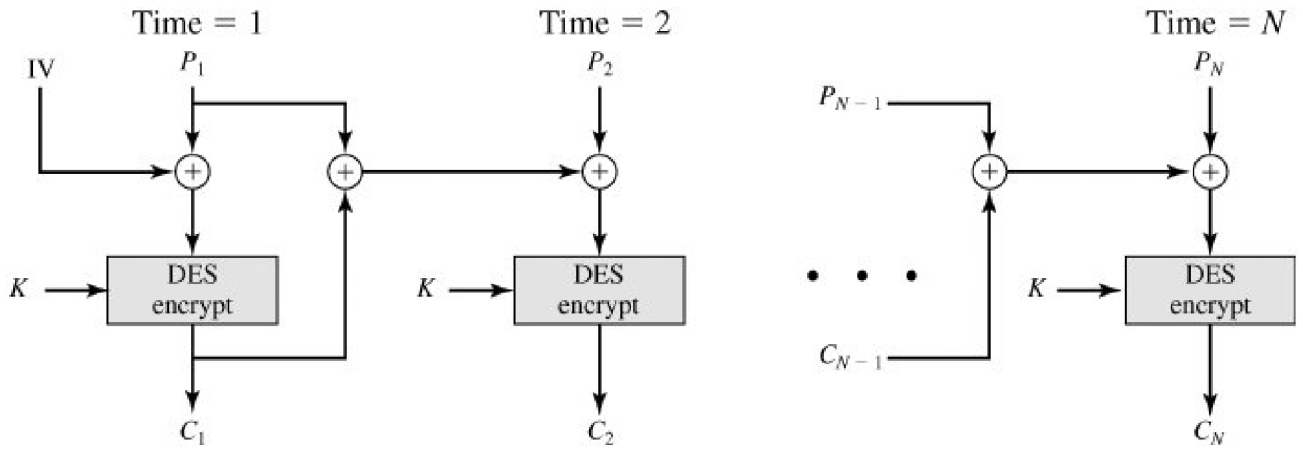 Time = 1
Time = 2
Time = N
IV
P1
P2
PN
PN − 1
K
DES
encrypt
K
DES
encrypt
• • •
K
DES
encrypt
CN − 1
C1
C2
CN